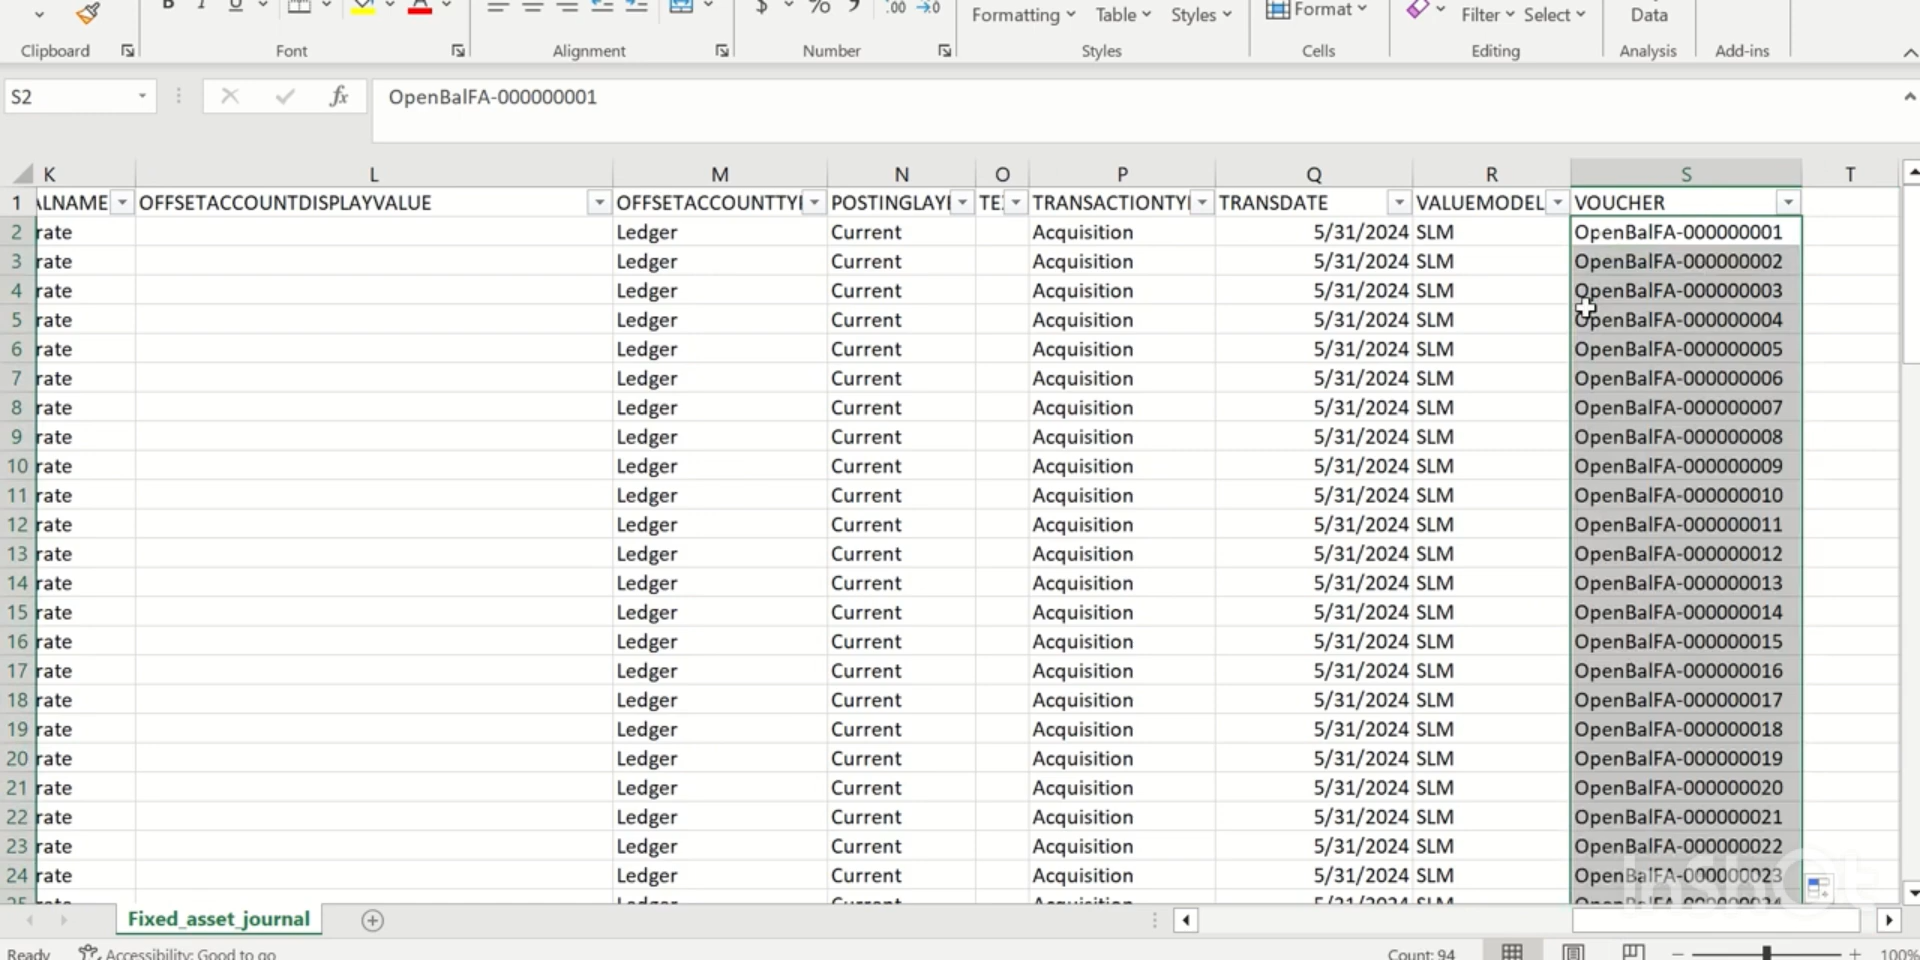 B I U $ % 9 .00 →0
Formatting Table Styles Format Filter Select Data
Clipboard Font Alignment Number Styles Cells Editing Analysis Add-ins
S2 fx OpenBalFA-000000001
K L M N O P Q R S T
1 ALNAME OFFSETACCOUNTDISPLAYVALUE OFFSETACCOUNTTYI POSTINGLAYI TE TRANSACTIONTYI TRANSDATE VALUEMODEL VOUCHER
2 rate Ledger Current Acquisition 5/31/2024 SLM OpenBalFA-000000001
3 rate Ledger Current Acquisition 5/31/2024 SLM OpenBalFA-000000002
4 rate Ledger Current Acquisition 5/31/2024 SLM OpenBalFA-000000003
5 rate Ledger Current Acquisition 5/31/2024 SLM OpenBalFA-000000004
6 rate Ledger Current Acquisition 5/31/2024 SLM OpenBalFA-000000005
7 rate Ledger Current Acquisition 5/31/2024 SLM OpenBalFA-000000006
8 rate Ledger Current Acquisition 5/31/2024 SLM OpenBalFA-000000007
9 rate Ledger Current Acquisition 5/31/2024 SLM OpenBalFA-000000008
10 rate Ledger Current Acquisition 5/31/2024 SLM OpenBalFA-000000009
11 rate Ledger Current Acquisition 5/31/2024 SLM OpenBalFA-000000010
12 rate Ledger Current Acquisition 5/31/2024 SLM OpenBalFA-000000011
13 rate Ledger Current Acquisition 5/31/2024 SLM OpenBalFA-000000012
14 rate Ledger Current Acquisition 5/31/2024 SLM OpenBalFA-000000013
15 rate Ledger Current Acquisition 5/31/2024 SLM OpenBalFA-000000014
16 rate Ledger Current Acquisition 5/31/2024 SLM OpenBalFA-000000015
17 rate Ledger Current Acquisition 5/31/2024 SLM OpenBalFA-000000016
18 rate Ledger Current Acquisition 5/31/2024 SLM OpenBalFA-000000017
19 rate Ledger Current Acquisition 5/31/2024 SLM OpenBalFA-000000018
20 rate Ledger Current Acquisition 5/31/2024 SLM OpenBalFA-000000019
21 rate Ledger Current Acquisition 5/31/2024 SLM OpenBalFA-000000020
22 rate Ledger Current Acquisition 5/31/2024 SLM OpenBalFA-000000021
23 rate Ledger Current Acquisition 5/31/2024 SLM OpenBalFA-000000022
24 rate Ledger Current Acquisition 5/31/2024 SLM OpenBalFA-000000023
InShOt
Fixed_asset_journal
Ready Accessibility: Good to go Count: 94 100%